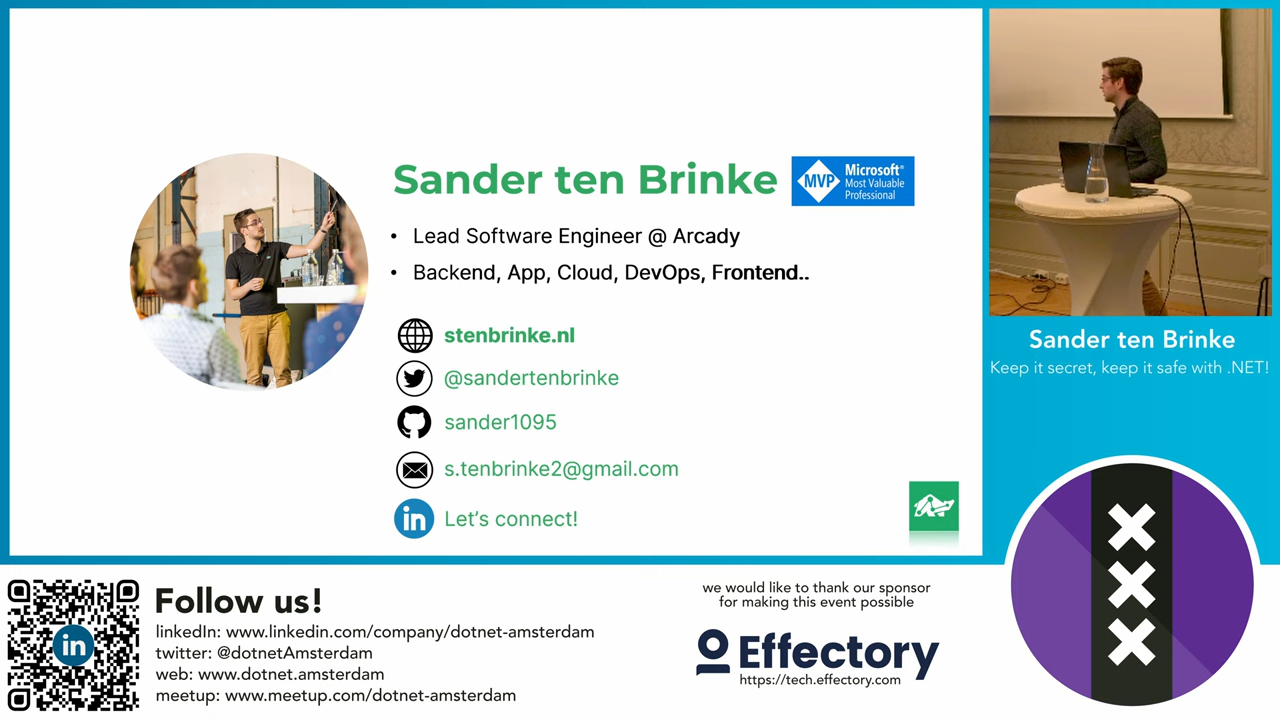 Sander ten Brinke
MVP
Microsoft®
Most Valuable
Professional
• Lead Software Engineer @ Arcady
• Backend, App, Cloud, DevOps, Frontend..
stenbrinke.nl
@sandertenbrinke
sander1095
s.tenbrinke2@gmail.com
in Let's connect!
Sander ten Brinke
Keep it secret, keep it safe with .NET!
in
Follow us!
linkedIn: www.linkedin.com/company/dotnet-amsterdam
twitter: @dotnetAmsterdam
web: www.dotnet.amsterdam
meetup: www.meetup.com/dotnet-amsterdam
we would like to thank our sponsor
for making this event possible
Effectory
https://tech.effectory.com